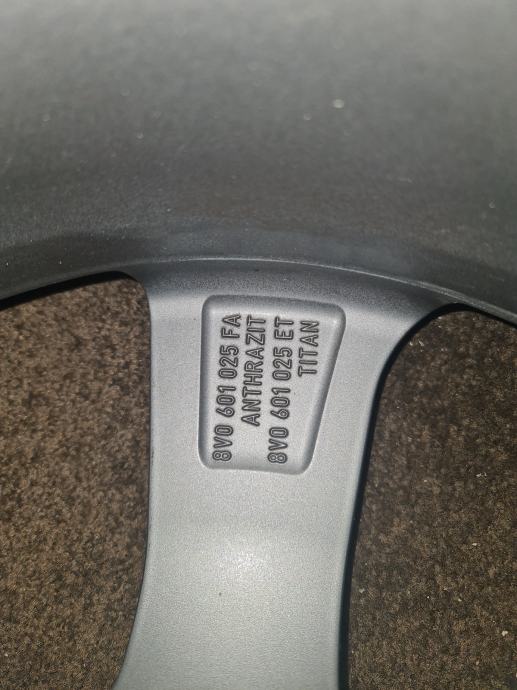 8V0 601 025 FA
ANTHRAZIT
8V0 601 025 ET
TITAN